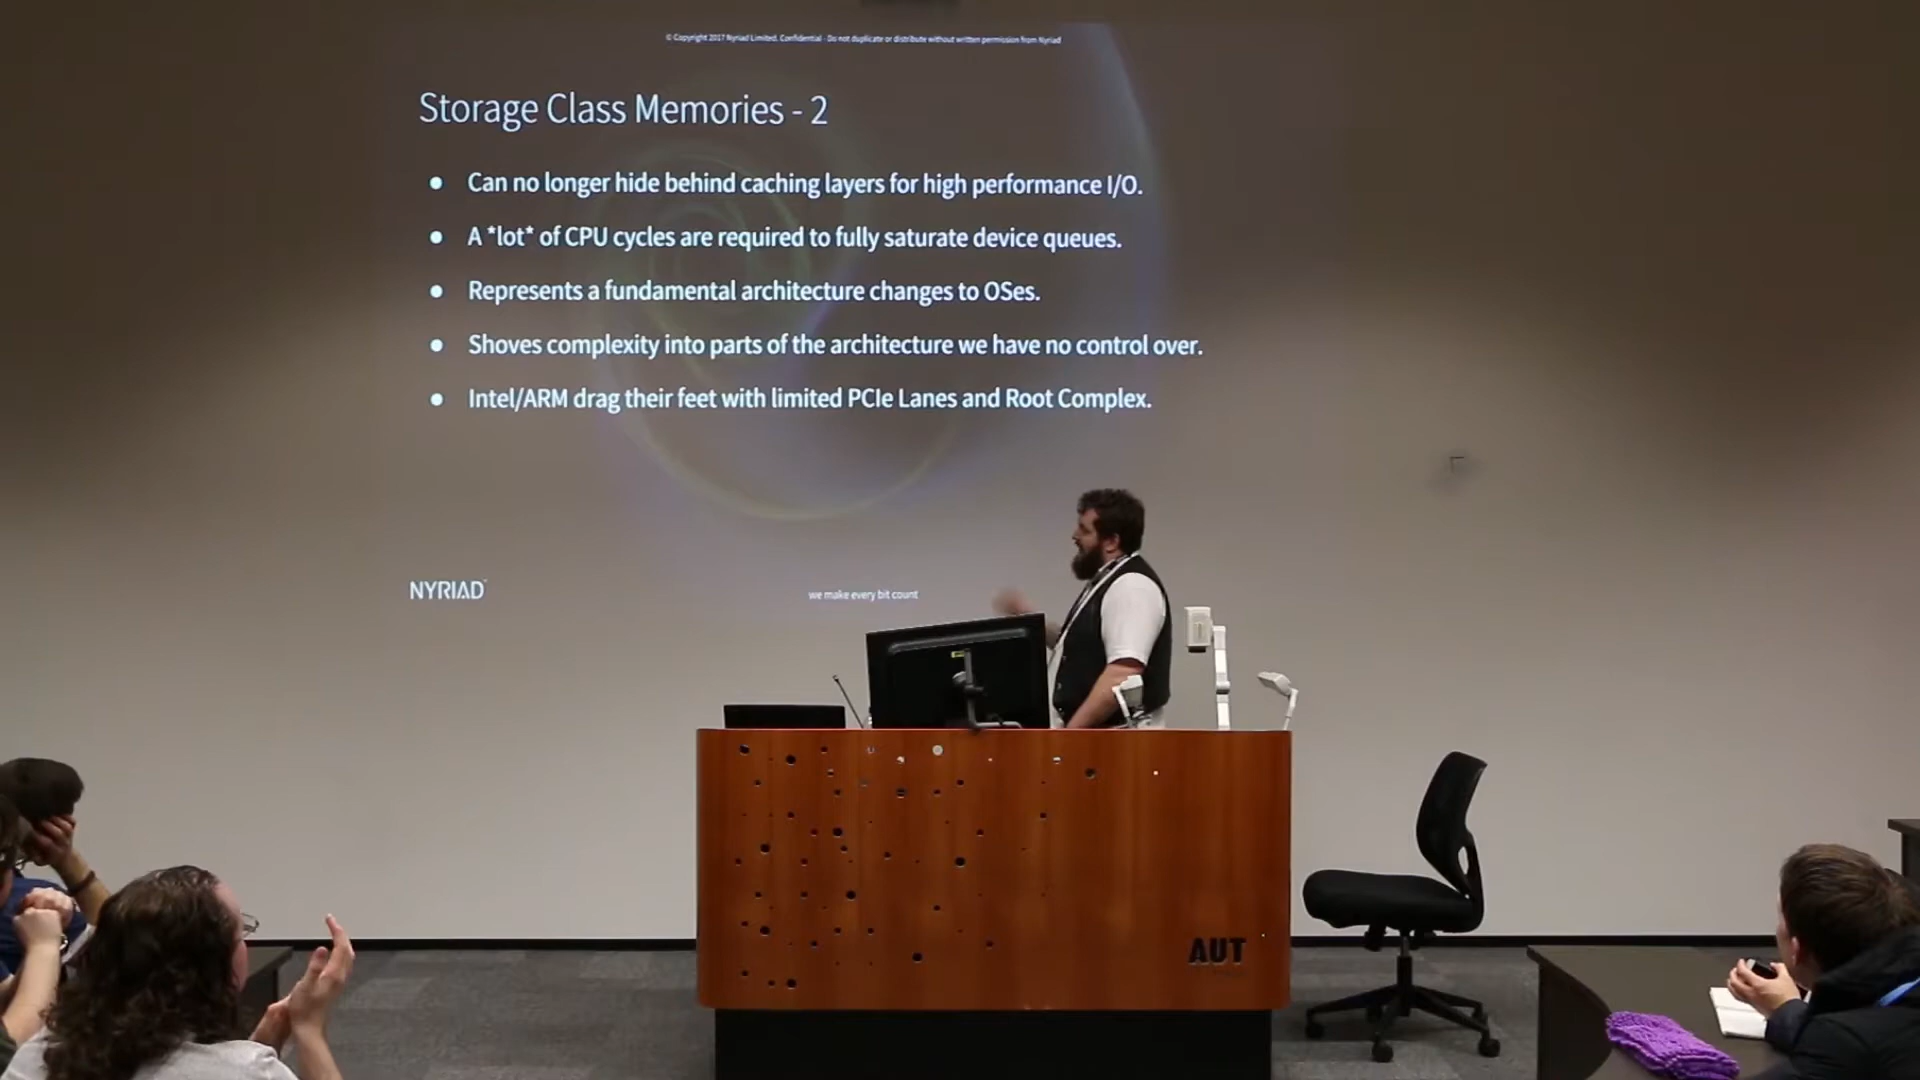 © Copyright 2017 Nyriad Limited. Confidential - Do not duplicate or distribute without written permission from Nyriad
Storage Class Memories - 2
● Can no longer hide behind caching layers for high performance I/O.
● A *lot* of CPU cycles are required to fully saturate device queues.
● Represents a fundamental architecture changes to OSes.
● Shoves complexity into parts of the architecture we have no control over.
● Intel/ARM drag their feet with limited PCIe Lanes and Root Complex.
NYRIAD
we make every bit count
AUT